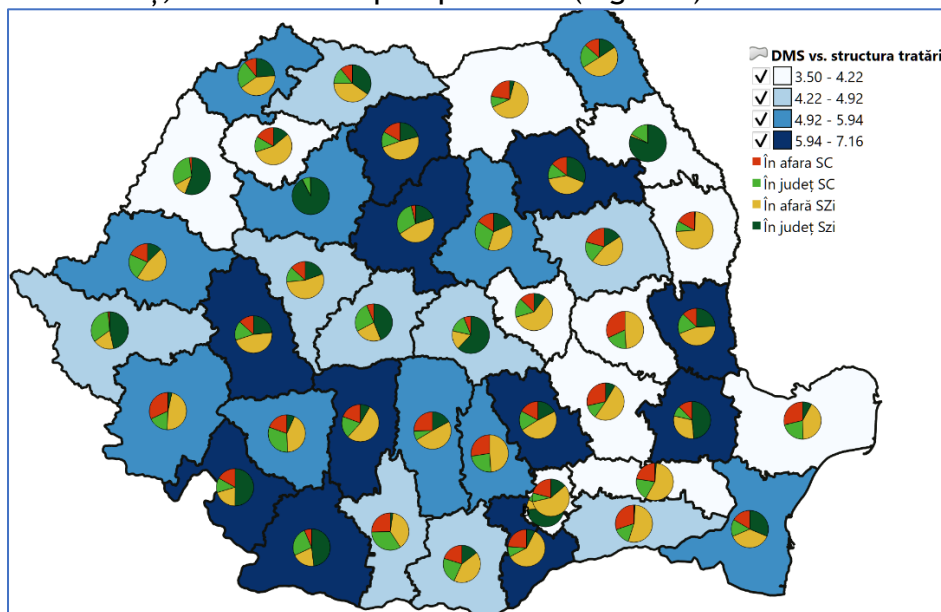 DMS vs. structura tratări
3.50 - 4.22
4.22 - 4.92
4.92 - 5.94
5.94 - 7.16
În afara SC
În județ SC
În afară SZi
În județ Szi